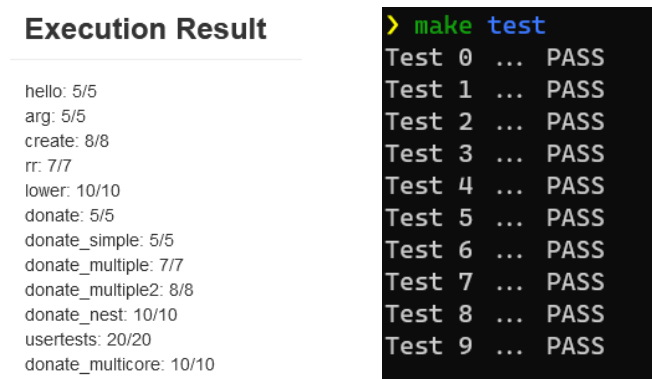 Execution Result
hello: 5/5
arg: 5/5
create: 8/8
rr: 7/7
lower: 10/10
donate: 5/5
donate_simple: 5/5
donate_multiple: 7/7
donate_multiple2: 8/8
donate_nest: 10/10
usertests: 20/20
donate_multicore: 10/10
❯ make test
Test 0 ... PASS
Test 1 ... PASS
Test 2 ... PASS
Test 3 ... PASS
Test 4 ... PASS
Test 5 ... PASS
Test 6 ... PASS
Test 7 ... PASS
Test 8 ... PASS
Test 9 ... PASS